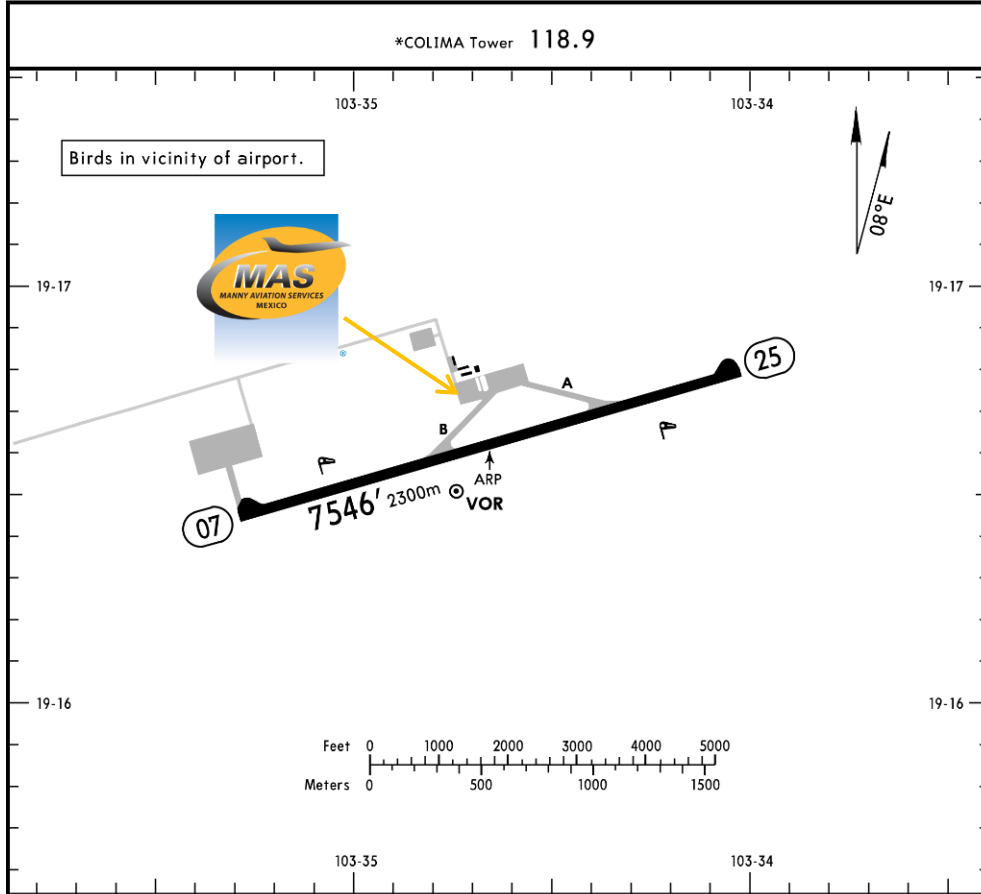 *COLIMA Tower 118.9
103-35 103-34
Birds in vicinity of airport.
08°E
MAS
MANNY AVIATION SERVICES
MEXICO
®
19-17 19-17
25
A
B
ARP
7546' 2300m VOR
07
19-16 19-16
Feet 0 1000 2000 3000 4000 5000
Meters 0 500 1000 1500
103-35 103-34